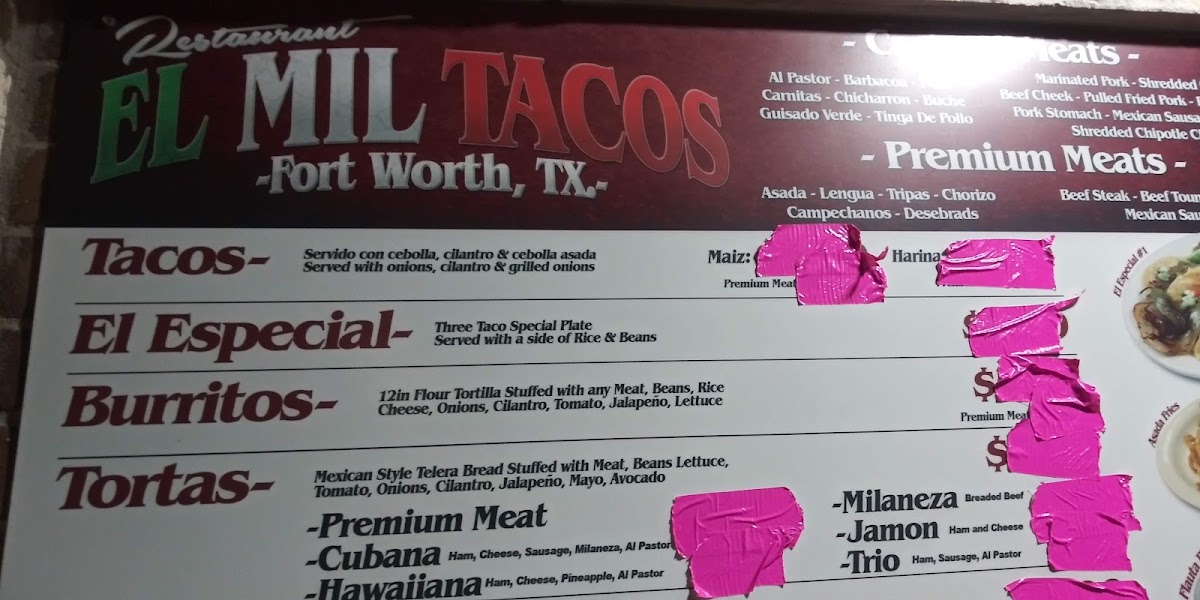 Restaurant
EL MIL TACOS
-Fort Worth, TX.-
Meats -
Al Pastor - Barbacoa -
Carnitas - Chicharron - Buche
Guisado Verde - Tinga De Pollo
Marinated Pork - Shredded
Beef Cheek - Pulled Fried Pork -
Pork Stomach - Mexican
Shredded Chipotle
- Premium Meats -
Asada - Lengua - Tripas - Chorizo
Campechanos - Desebrads
Beef Steak - Beef
Mexican
Tacos-
Servido con cebolla, cilantro & cebolla asada
Served with onions, cilantro & grilled onions
Maiz:
Harina
Premium
El Especial-
Three Taco Special Plate
Served with a side of Rice & Beans
Burritos-
12in Flour Tortilla Stuffed with any Meat, Beans, Rice
Cheese, Onions, Cilantro, Tomato, Jalapeño, Lettuce
$
Premium
Tortas-
Mexican Style Telera Bread Stuffed with Meat, Beans Lettuce,
Tomato, Onions, Cilantro, Jalapeño, Mayo, Avocado
$
-Premium Meat
-Cubana Ham, Cheese, Sausage, Milaneza, Al Pastor
-Hawaiiana Ham, Cheese, Pineapple, Al Pastor
-Milaneza Breaded Beef
-Jamon Ham and Cheese
-Trio Ham, Sausage, Al Pastor
El Especial #1
Asada Fries
Flauta